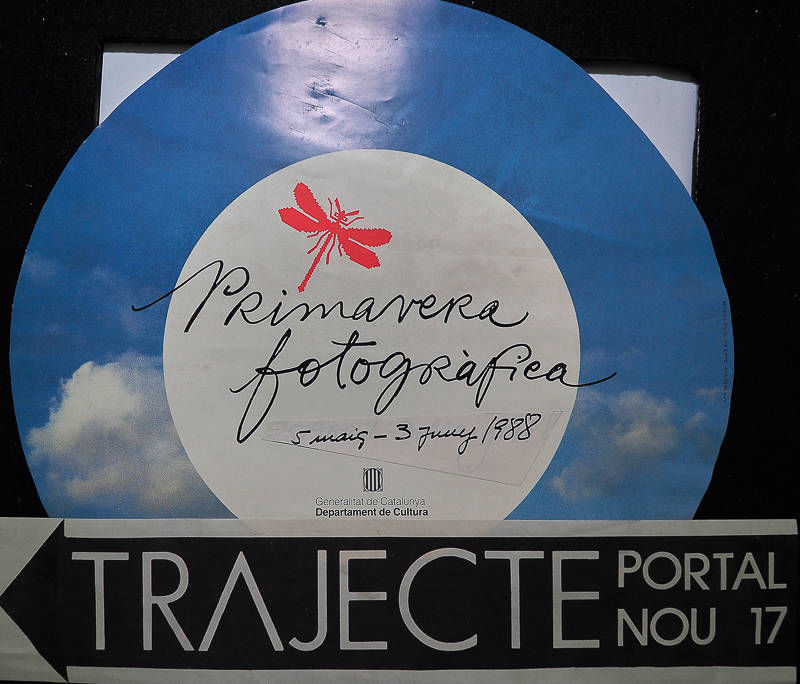 Primavera
fotogràfica
5 maig - 3 juny 1988
Generalitat de Catalunya
Departament de Cultura
TRAJECTE
PORTAL
NOU 17